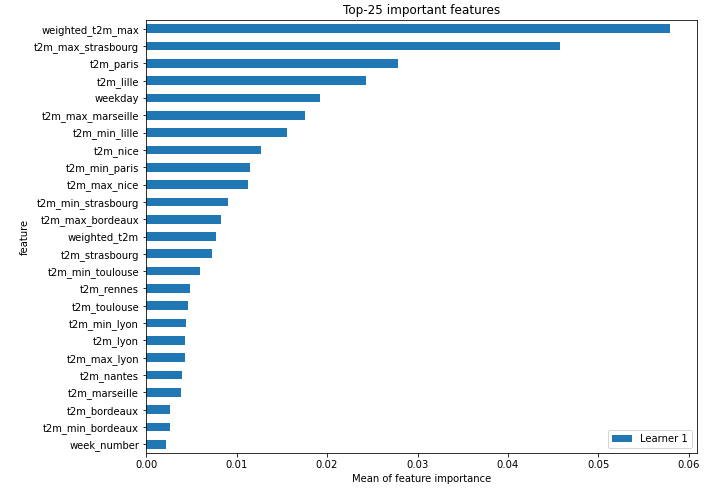 Top-25 important features
weighted_t2m_max
t2m_max_strasbourg
t2m_paris
t2m_lille
weekday
t2m_max_marseille
t2m_min_lille
t2m_nice
t2m_min_paris
t2m_max_nice
t2m_min_strasbourg
t2m_max_bordeaux
weighted_t2m
t2m_strasbourg
t2m_min_toulouse
t2m_rennes
t2m_toulouse
t2m_min_lyon
t2m_lyon
t2m_max_lyon
t2m_nantes
t2m_marseille
t2m_bordeaux
t2m_min_bordeaux
week_number
feature
Learner 1
0.00 0.01 0.02 0.03 0.04 0.05 0.06
Mean of feature importance